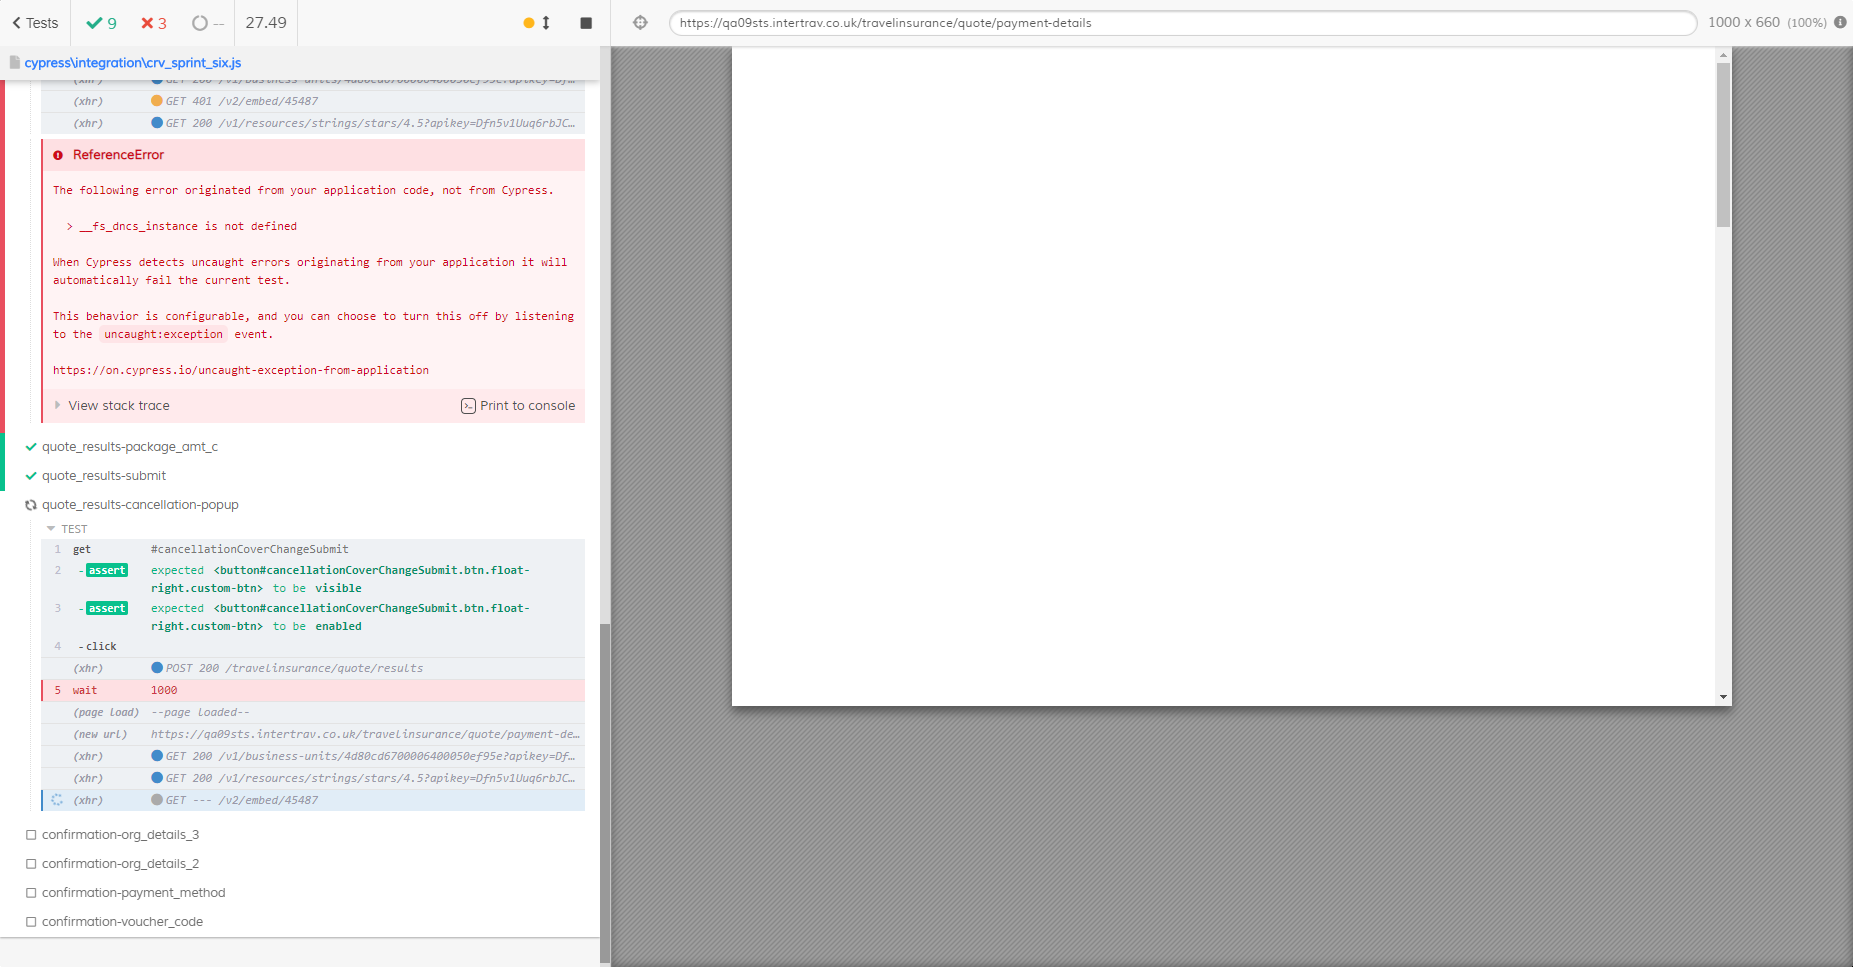 Tests
9
3
--
27.49
https://qa09sts.intertrav.co.uk/travelinsurance/quote/payment-details
1000 x 660 (100%)
cypress\integration\crv_sprint_six.js
(xhr) GET 200 /v1/business-units/4d80cd6700006400050ef95e?apikey=Df…
(xhr) GET 401 /v2/embed/45487
(xhr) GET 200 /v1/resources/strings/stars/4.5?apikey=Dfn5v1Uuq6rbJC…
ReferenceError
The following error originated from your application code, not from Cypress.
> __fs_dncs_instance is not defined
When Cypress detects uncaught errors originating from your application it will
automatically fail the current test.
This behavior is configurable, and you can choose to turn this off by listening
to the uncaught:exception event.
https://on.cypress.io/uncaught-exception-from-application
View stack trace
Print to console
quote_results-package_amt_c
quote_results-submit
quote_results-cancellation-popup
TEST
1 get #cancellationCoverChangeSubmit
2 -assert expected <button#cancellationCoverChangeSubmit.btn.float-
right.custom-btn> to be visible
3 -assert expected <button#cancellationCoverChangeSubmit.btn.float-
right.custom-btn> to be enabled
4 -click
(xhr) POST 200 /travelinsurance/quote/results
5 wait 1000
(page load) --page loaded--
(new url) https://qa09sts.intertrav.co.uk/travelinsurance/quote/payment-de…
(xhr) GET 200 /v1/business-units/4d80cd6700006400050ef95e?apikey=Df…
(xhr) GET 200 /v1/resources/strings/stars/4.5?apikey=Dfn5v1Uuq6rbJC…
(xhr) GET --- /v2/embed/45487
confirmation-org_details_3
confirmation-org_details_2
confirmation-payment_method
confirmation-voucher_code